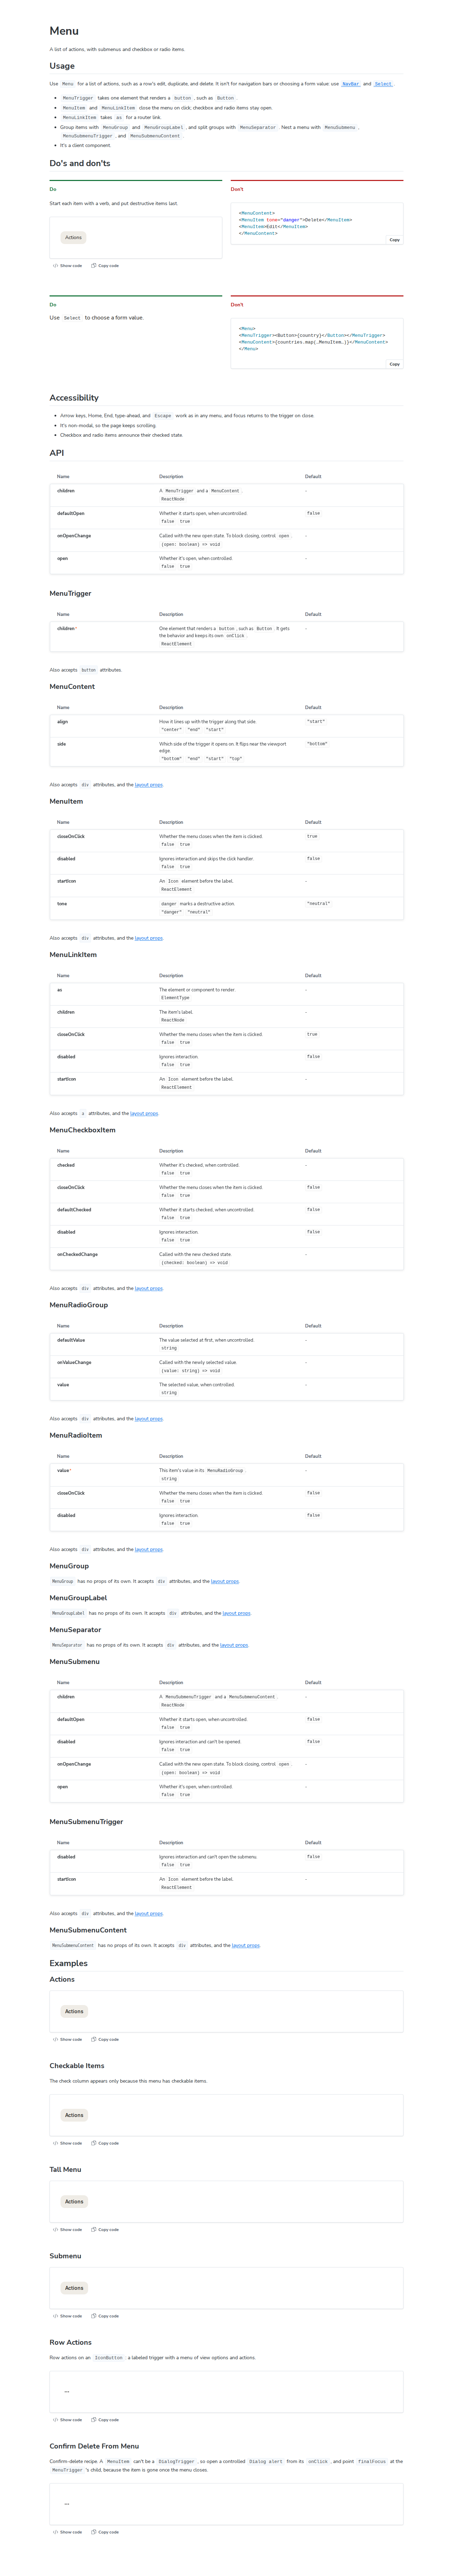 Menu
A list of actions, with submenus and checkbox or radio items.
Usage
Use Menu for a list of actions, such as a row's edit, duplicate, and delete. It isn't for navigation bars or choosing a form value: use NavBar and Select.
MenuTrigger takes one element that renders a button, such as Button.
MenuItem and MenuLinkItem close the menu on click; checkbox and radio items stay open.
MenuLinkItem takes as for a router link.
Group items with MenuGroup and MenuGroupLabel, and split groups with MenuSeparator. Nest a menu with MenuSubmenu,
MenuSubmenuTrigger, and MenuSubmenuContent.
It's a client component.
Do's and don'ts
Do
Start each item with a verb, and put destructive items last.
Actions
Show code Copy code
Don't
<MenuContent>
<MenuItem tone="danger">Delete</MenuItem>
<MenuItem>Edit</MenuItem>
</MenuContent>
Copy
Do
Use Select to choose a form value.
Don't
<Menu>
<MenuTrigger><Button>{country}</Button></MenuTrigger>
<MenuContent>{countries.map(…MenuItem…)}</MenuContent>
</Menu>
Copy
Accessibility
Arrow keys, Home, End, type-ahead, and Escape work as in any menu, and focus returns to the trigger on close.
It's non-modal, so the page keeps scrolling.
Checkbox and radio items announce their checked state.
API
Name Description Default
children A MenuTrigger and a MenuContent. -
ReactNode
defaultOpen Whether it starts open, when uncontrolled. false
false true
onOpenChange Called with the new open state. To block closing, control open. -
(open: boolean) => void
open Whether it's open, when controlled. -
false true
MenuTrigger
Name Description Default
children* One element that renders a button, such as Button. It gets -
the behavior and keeps its own onClick.
ReactElement
Also accepts button attributes.
MenuContent
Name Description Default
align How it lines up with the trigger along that side. "start"
"center" "end" "start"
side Which side of the trigger it opens on. It flips near the viewport "bottom"
edge.
"bottom" "end" "start" "top"
Also accepts div attributes, and the layout props.
MenuItem
Name Description Default
closeOnClick Whether the menu closes when the item is clicked. true
false true
disabled Ignores interaction and skips the click handler. false
false true
startIcon An Icon element before the label. -
ReactElement
tone danger marks a destructive action. "neutral"
"danger" "neutral"
Also accepts div attributes, and the layout props.
MenuLinkItem
Name Description Default
as The element or component to render. -
ElementType
children The item's label. -
ReactNode
closeOnClick Whether the menu closes when the item is clicked. true
false true
disabled Ignores interaction. false
false true
startIcon An Icon element before the label. -
ReactElement
Also accepts a attributes, and the layout props.
MenuCheckboxItem
Name Description Default
checked Whether it's checked, when controlled. -
false true
closeOnClick Whether the menu closes when the item is clicked. false
false true
defaultChecked Whether it starts checked, when uncontrolled. false
false true
disabled Ignores interaction. false
false true
onCheckedChange Called with the new checked state. -
(checked: boolean) => void
Also accepts div attributes, and the layout props.
MenuRadioGroup
Name Description Default
defaultValue The value selected at first, when uncontrolled. -
string
onValueChange Called with the newly selected value. -
(value: string) => void
value The selected value, when controlled. -
string
Also accepts div attributes, and the layout props.
MenuRadioItem
Name Description Default
value* This item's value in its MenuRadioGroup. -
string
closeOnClick Whether the menu closes when the item is clicked. false
false true
disabled Ignores interaction. false
false true
Also accepts div attributes, and the layout props.
MenuGroup
MenuGroup has no props of its own. It accepts div attributes, and the layout props.
MenuGroupLabel
MenuGroupLabel has no props of its own. It accepts div attributes, and the layout props.
MenuSeparator
MenuSeparator has no props of its own. It accepts div attributes, and the layout props.
MenuSubmenu
Name Description Default
children A MenuSubmenuTrigger and a MenuSubmenuContent. -
ReactNode
defaultOpen Whether it starts open, when uncontrolled. false
false true
disabled Ignores interaction and can't be opened. false
false true
onOpenChange Called with the new open state. To block closing, control open. -
(open: boolean) => void
open Whether it's open, when controlled. -
false true
MenuSubmenuTrigger
Name Description Default
disabled Ignores interaction and can't open the submenu. false
false true
startIcon An Icon element before the label. -
ReactElement
Also accepts div attributes, and the layout props.
MenuSubmenuContent
MenuSubmenuContent has no props of its own. It accepts div attributes, and the layout props.
Examples
Actions
Actions
Show code Copy code
Checkable Items
The check column appears only because this menu has checkable items.
Actions
Show code Copy code
Tall Menu
Actions
Show code Copy code
Submenu
Actions
Show code Copy code
Row Actions
Row actions on an IconButton: a labeled trigger with a menu of view options and actions.
Show code Copy code
Confirm Delete From Menu
Confirm-delete recipe. A MenuItem can't be a DialogTrigger, so open a controlled Dialog alert from its onClick, and point finalFocus at the
MenuTrigger's child, because the item is gone once the menu closes.
Show code Copy code